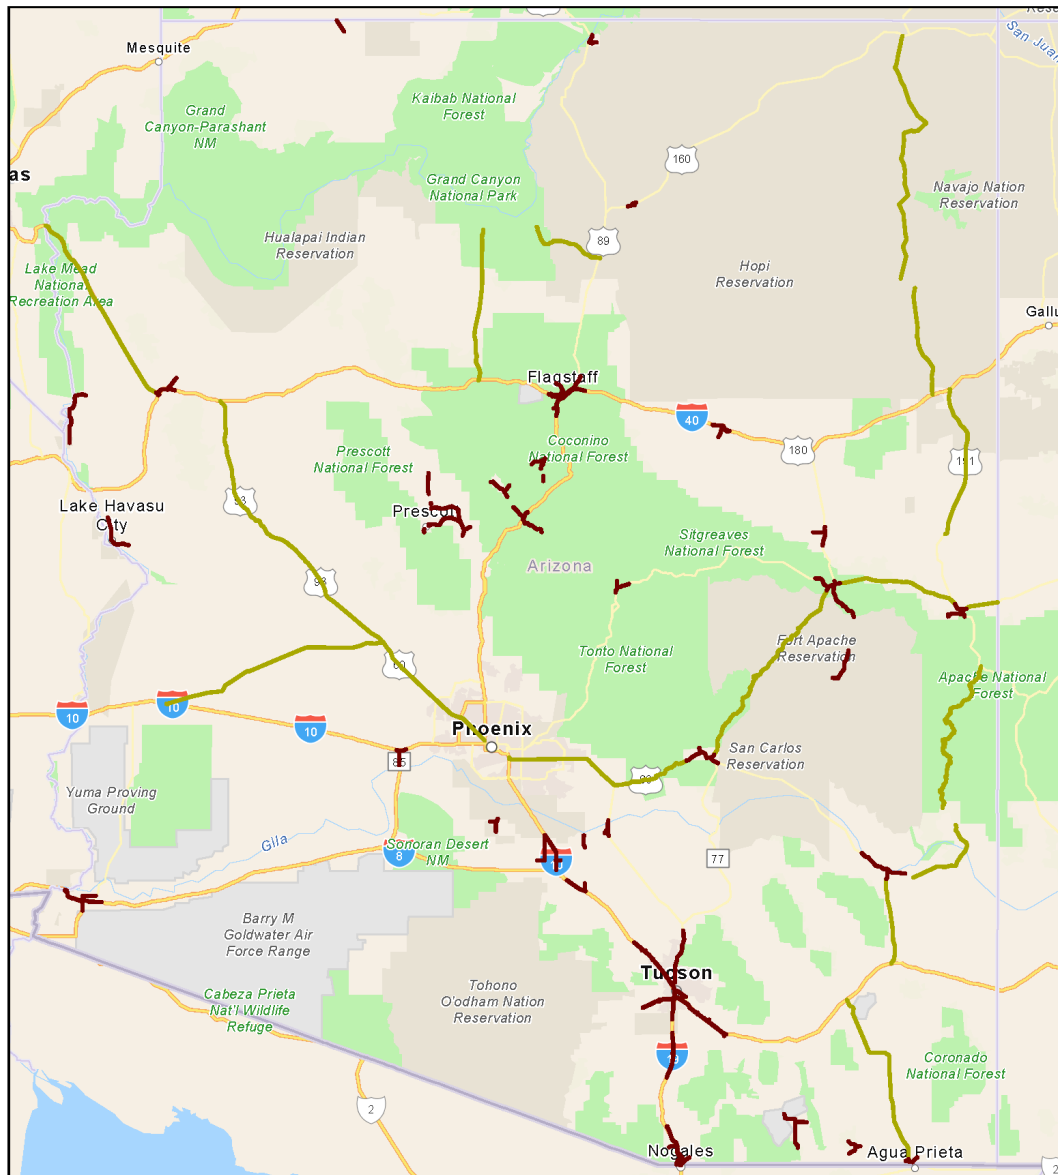 Mesquite
San Juan
Kaibab National
Forest
Grand
Canyon-Parashant
NM
160
as
Grand Canyon
National Park
Navajo Nation
Reservation
Hualapai Indian
Reservation
89
Lake Mead
National
Recreation Area
Hopi
Reservation
Gallu
Flagstaff
40
Coconino
National Forest
180
Prescott
National Forest
191
93
Lake Havasu
City
Prescott
Sitgreaves
National Forest
Arizona
93
Fort Apache
Reservation
Tonto National
Forest
60
Apache National
Forest
10
10
10
Phoenix
San Carlos
Reservation
85
60
Yuma Proving
Ground
Gila
Sonoran Desert
NM
8
77
Barry M
Goldwater Air
Force Range
Tucson
Tohono
O'odham Nation
Reservation
Cabeza Prieta
Nat'l Wildlife
Refuge
19
Coronado
National Forest
2
Nogales
Agua Prieta
2